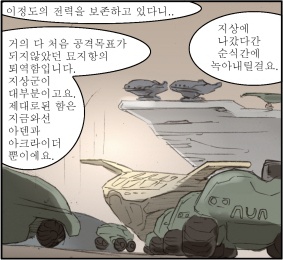 이정도의 전력을 보존하고 있다니..
거의 다 처음 공격목표가
되지않았던 묘지항의
퇴역함입니다.
지상군이
대부분이고요.
제대로된 함은
지금와선
아덴과
아크라이더
뿐이에요.
지상에
나갔다간
순식간에
녹아내릴걸요.